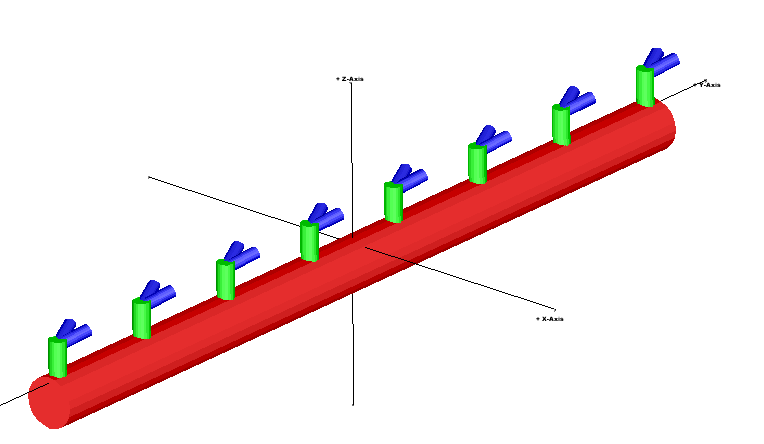 + Z-Axis
+ Y-Axis
+ X-Axis